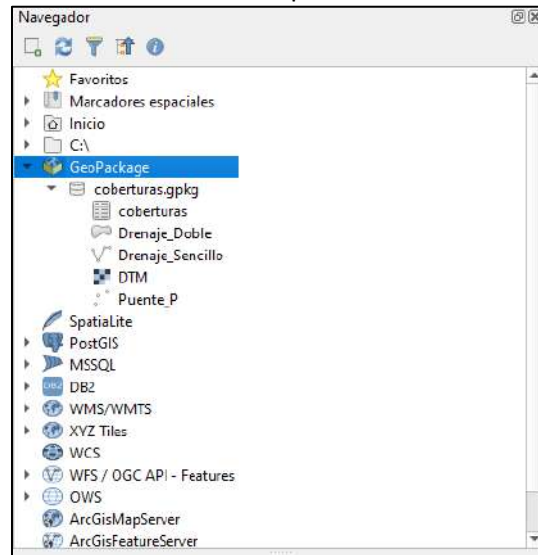 Navegador
Favoritos
Marcadores espaciales
Inicio
C:\
GeoPackage
coberturas.gpkg
coberturas
Drenaje_Doble
Drenaje_Sencillo
DTM
Puente_P
SpatiaLite
PostGIS
MSSQL
DB2
WMS/WMTS
XYZ Tiles
WCS
WFS / OGC API - Features
OWS
ArcGisMapServer
ArcGisFeatureServer